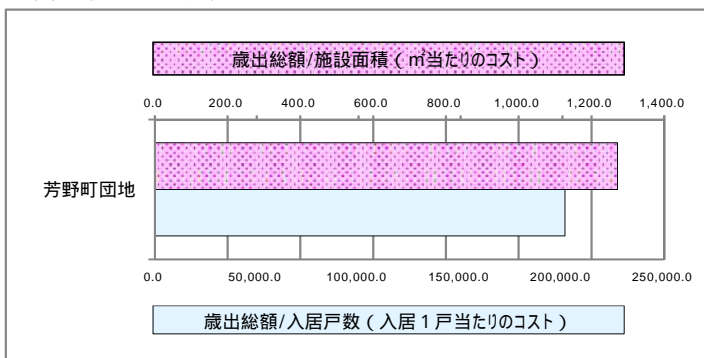 歳出総額/施設面積（㎡当たりのコスト）
0.0 200.0 400.0 600.0 800.0 1,000.0 1,200.0 1,400.0
芳野町団地
0.0 50,000.0 100,000.0 150,000.0 200,000.0 250,000.0
歳出総額/入居戸数（入居１戸当たりのコスト）